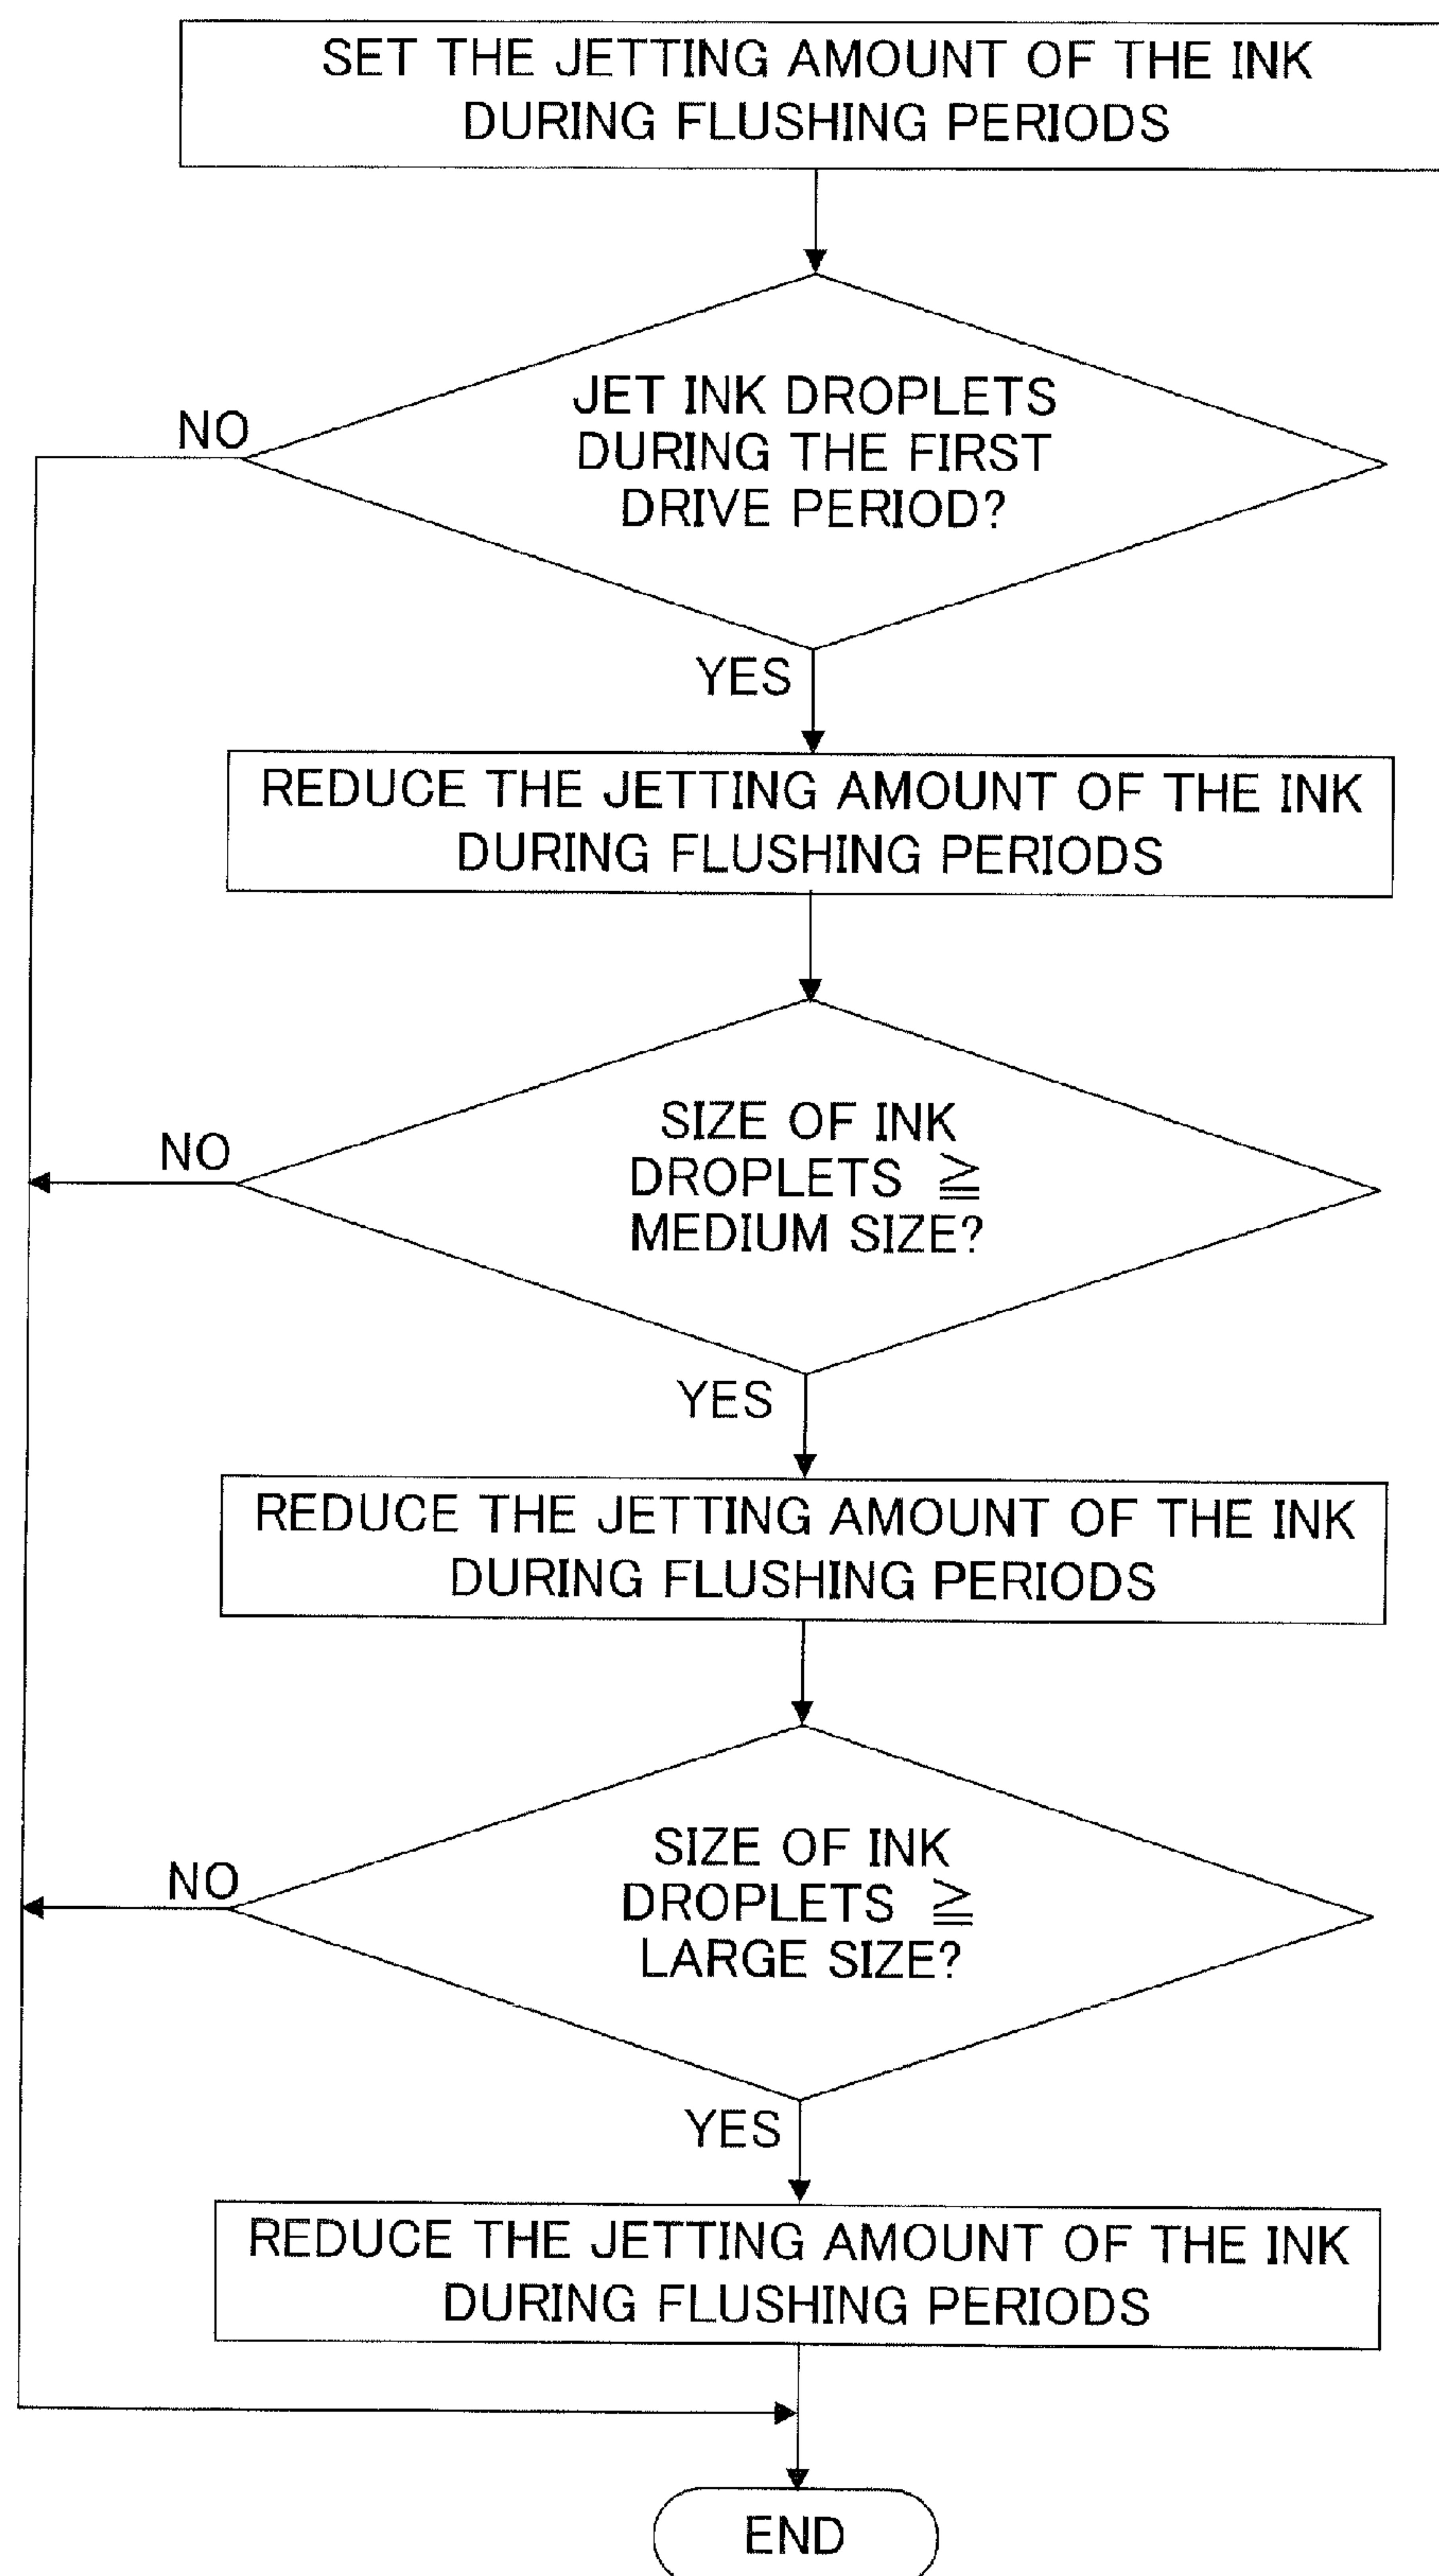 SET THE JETTING AMOUNT OF THE INK
DURING FLUSHING PERIODS
JET INK DROPLETS
DURING THE FIRST
DRIVE PERIOD?
NO
YES
REDUCE THE JETTING AMOUNT OF THE INK
DURING FLUSHING PERIODS
SIZE OF INK
DROPLETS ≧
MEDIUM SIZE?
NO
YES
REDUCE THE JETTING AMOUNT OF THE INK
DURING FLUSHING PERIODS
SIZE OF INK
DROPLETS ≧
LARGE SIZE?
NO
YES
REDUCE THE JETTING AMOUNT OF THE INK
DURING FLUSHING PERIODS
END